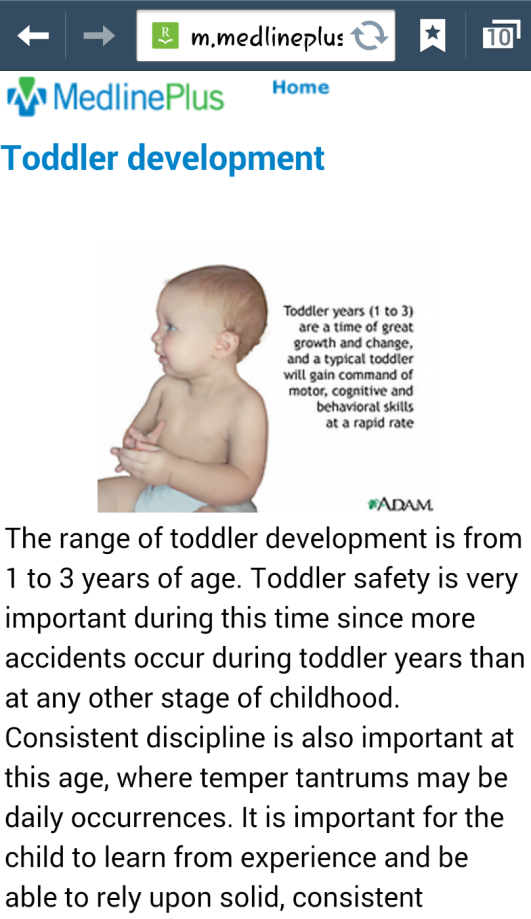 m.medlineplus
10
MedlinePlus
Home
Toddler development
Toddler years (1 to 3)
are a time of great
growth and change,
and a typical toddler
will gain command of
motor, cognitive and
behavioral skills
at a rapid rate
ADAM.
The range of toddler development is from
1 to 3 years of age. Toddler safety is very
important during this time since more
accidents occur during toddler years than
at any other stage of childhood.
Consistent discipline is also important at
this age, where temper tantrums may be
daily occurrences. It is important for the
child to learn from experience and be
able to rely upon solid, consistent